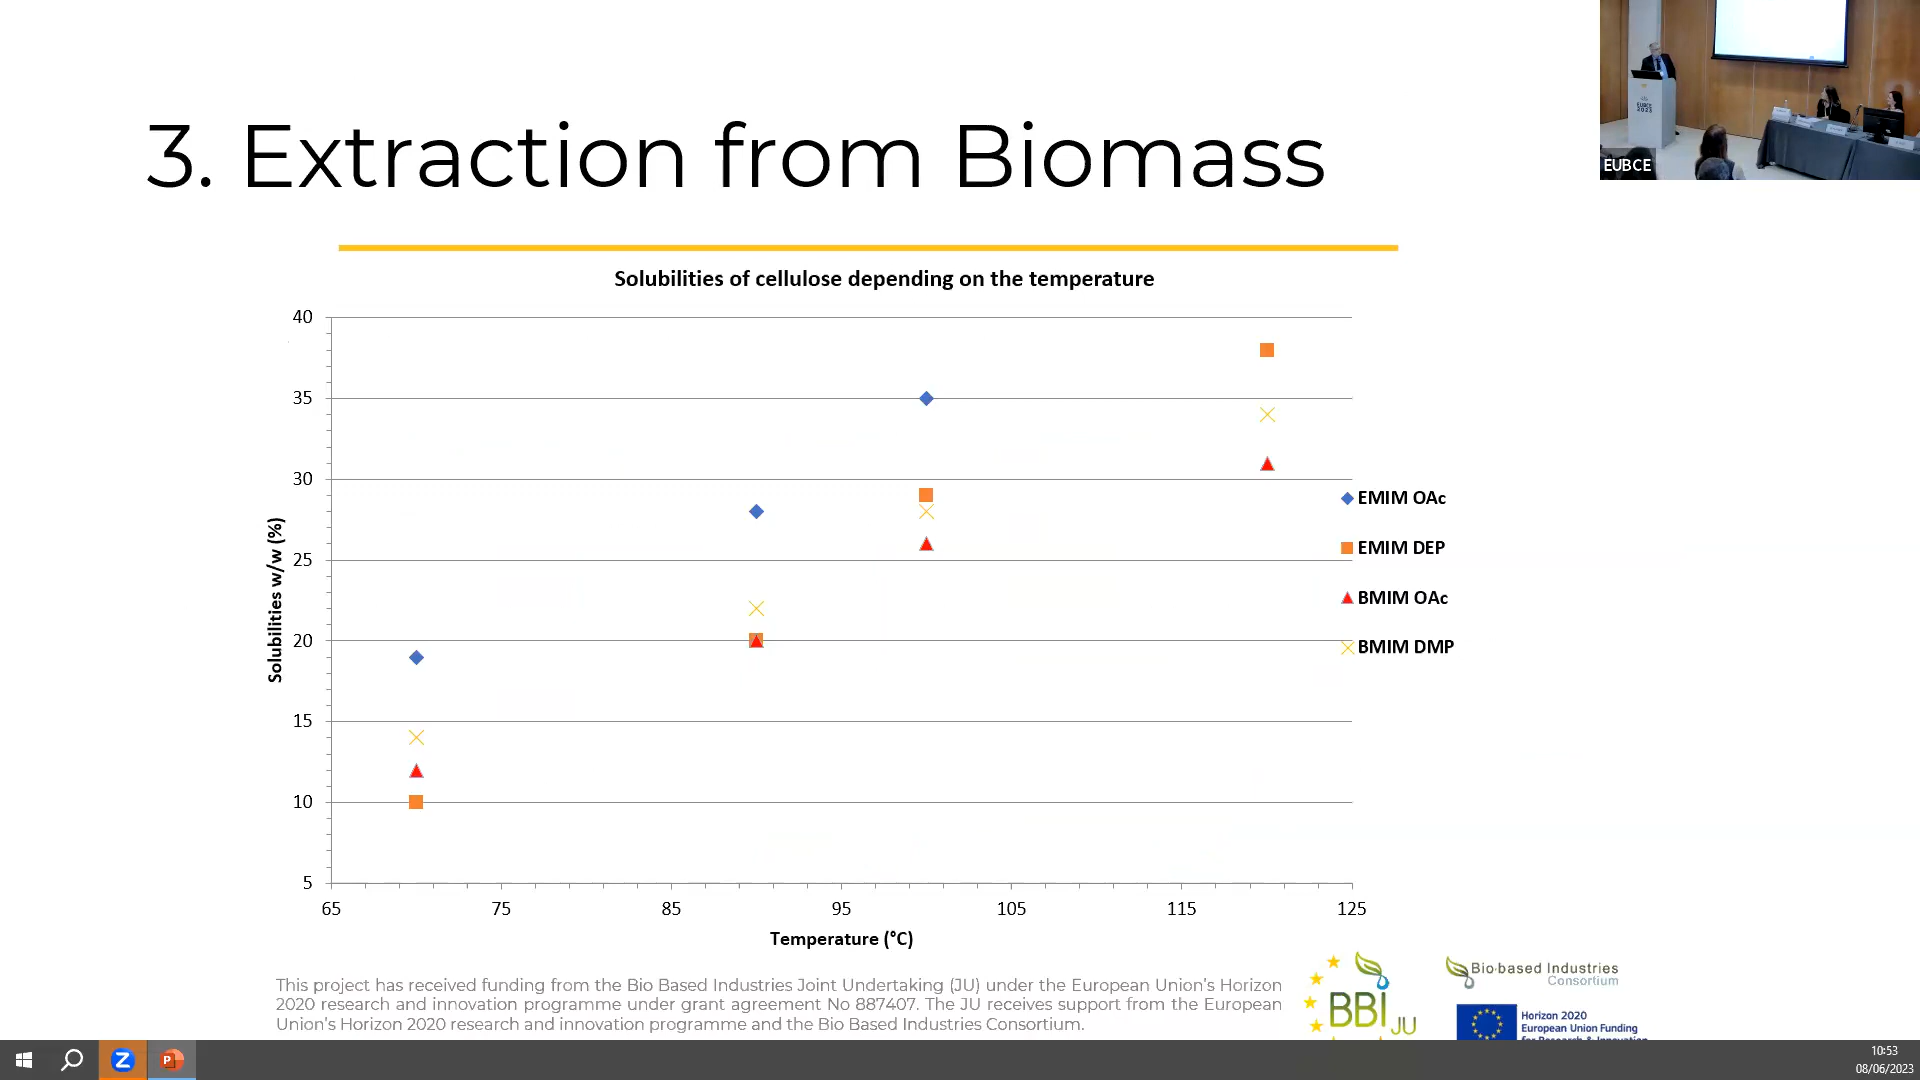 3. Extraction from Biomass
EUBCE
EUBCE
2023
Solubilities of cellulose depending on the temperature
40
35
30
25
20
15
10
5
Solubilities w/w (%)
65 75 85 95 105 115 125
Temperature (°C)
EMIM OAc
EMIM DEP
BMIM OAc
BMIM DMP
This project has received funding from the Bio Based Industries Joint Undertaking (JU) under the European Union's Horizon
2020 research and innovation programme under grant agreement No 887407. The JU receives support from the European
Union's Horizon 2020 research and innovation programme and the Bio Based Industries Consortium.
BBI JU
Bio-based Industries
Consortium
Horizon 2020
European Union Funding
for Research & Innovation
10:53
08/06/2023